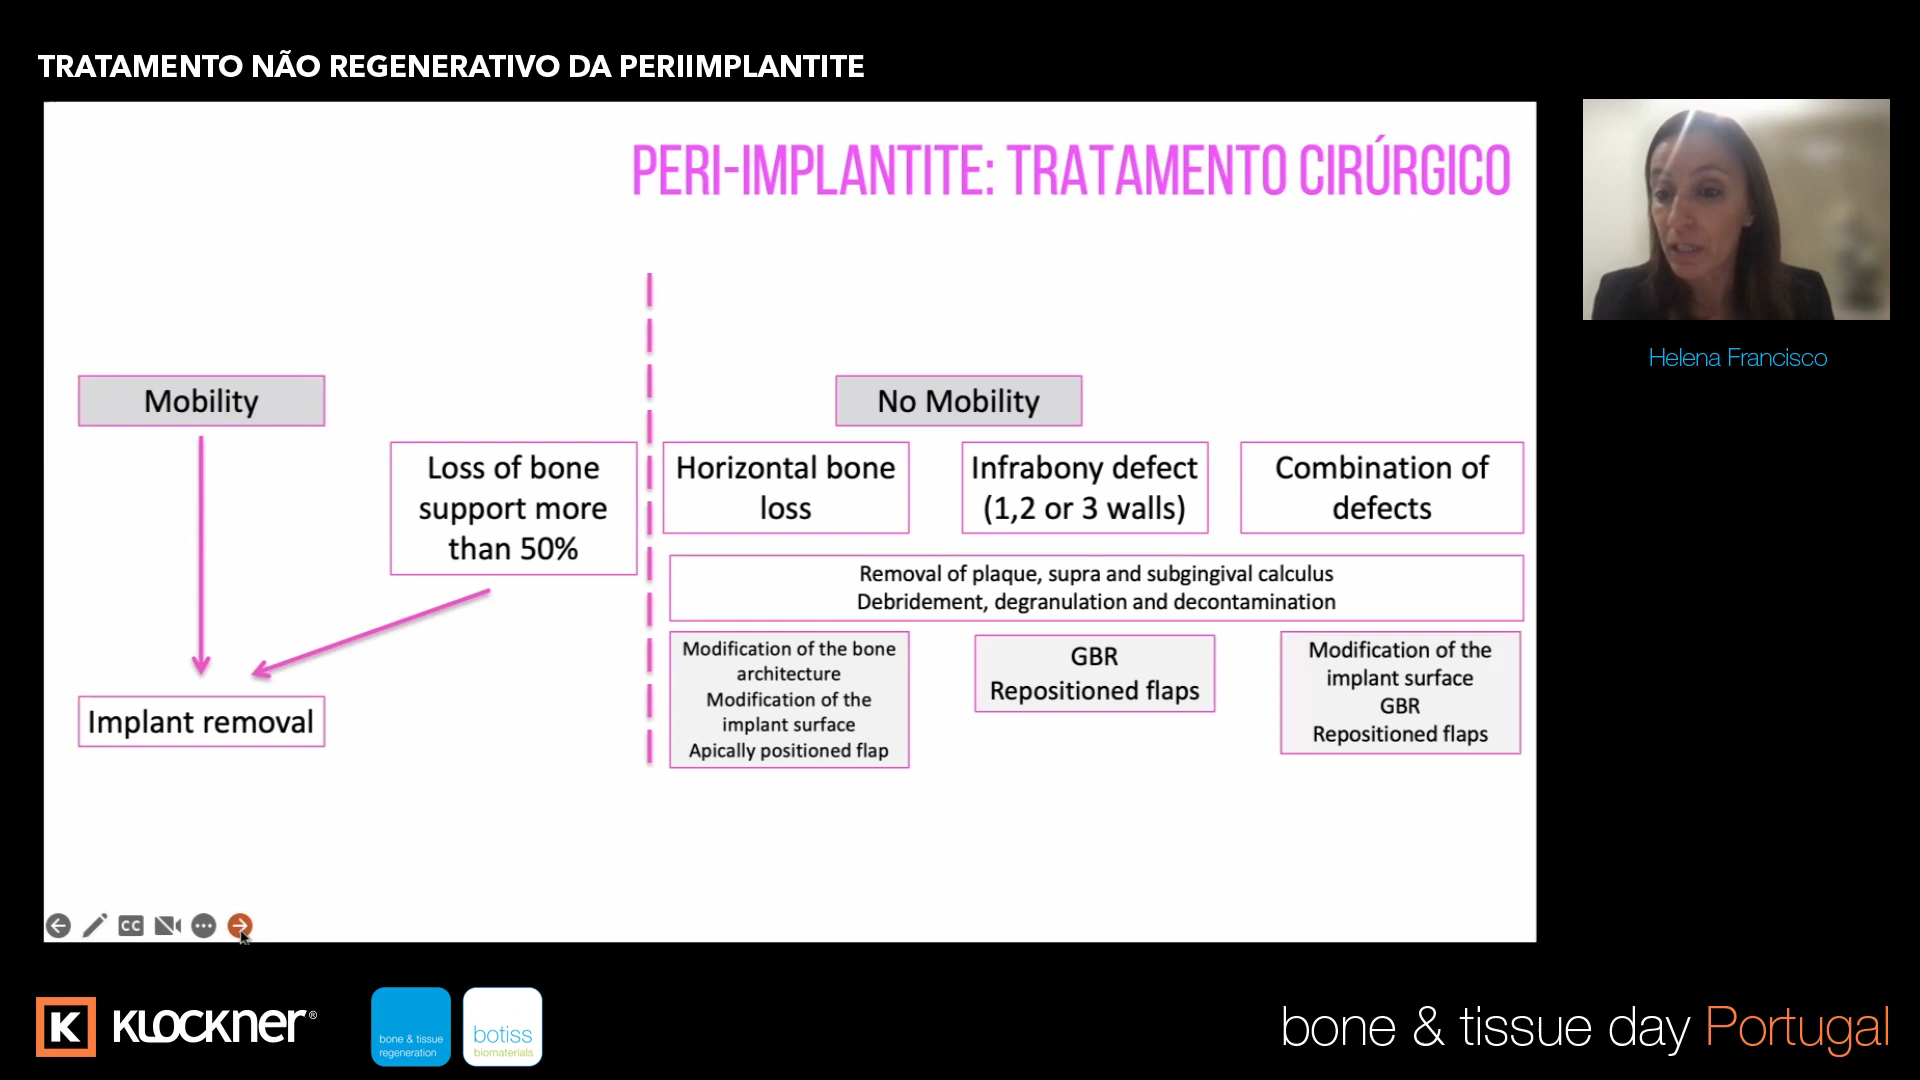 TRATAMENTO NÃO REGENERATIVO DA PERIIMPLANTITE
PERI-IMPLANTITE: TRATAMENTO CIRÚRGICO
Helena Francisco
Mobility
No Mobility
Loss of bone
support more
than 50%
Horizontal bone
loss
Infrabony defect
(1,2 or 3 walls)
Combination of
defects
Removal of plaque, supra and subgingival calculus
Debridement, degranulation and decontamination
Modification of the bone
architecture
Modification of the
implant surface
Apically positioned flap
GBR
Repositioned flaps
Modification of the
implant surface
GBR
Repositioned flaps
Implant removal
CC
K KLOCKNER®
bone & tissue
regeneration
botiss
biomaterials
bone & tissue day Portugal